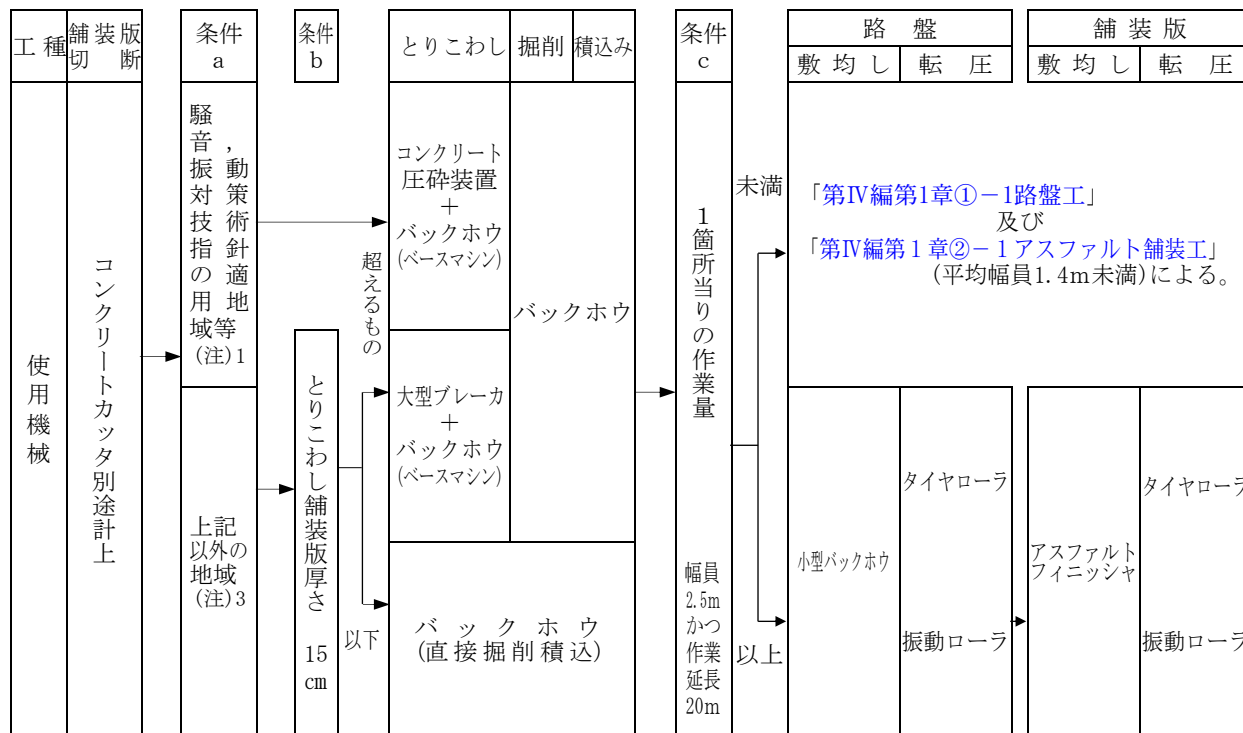 工種
舗装版
切断
条件
a
条件
b
とりこわし
掘削
積込み
条件
c
路盤
敷均し
転圧
舗装版
敷均し
転圧
使用機械
コンクリートカッタ別途計上
騒音,
振動
対策
技術
指針
の適
用地
域等
(注)1
上記
以外の
地域
(注)3
とりこわし舗装版厚さ
15
cm
超えるもの
以下
コンクリート
圧砕装置
+
バックホウ
(ベースマシン)
大型ブレーカ
+
バックホウ
(ベースマシン)
バックホウ
バックホウ
(直接掘削積込)
1箇所当りの作業量
幅員
2.5m
かつ
作業
延長
20m
未満
以上
「第Ⅳ編第1章①-1路盤工」
及び
「第Ⅳ編第1章②-1アスファルト舗装工」
(平均幅員1.4m未満)による。
小型バックホウ
タイヤローラ
振動ローラ
アスファルト
フィニッシャ
タイヤローラ
振動ローラ